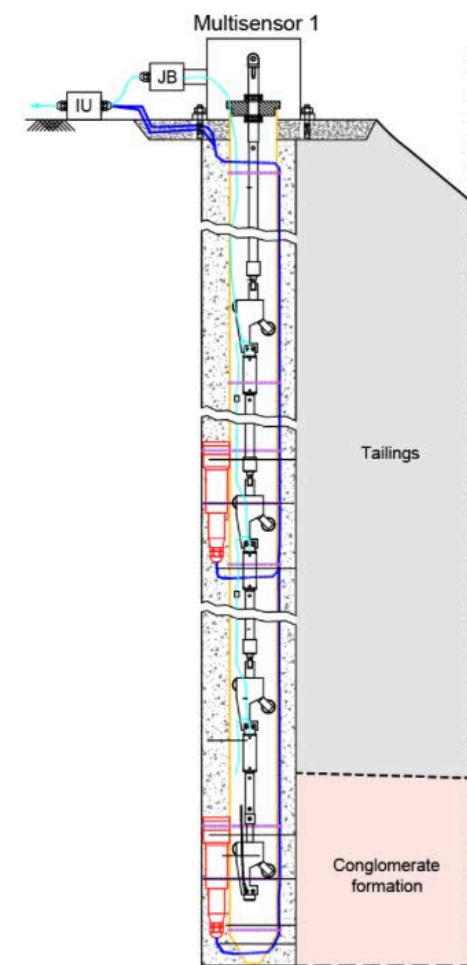 Multisensor 1
JB
IU
Tailings
Conglomerate
formation